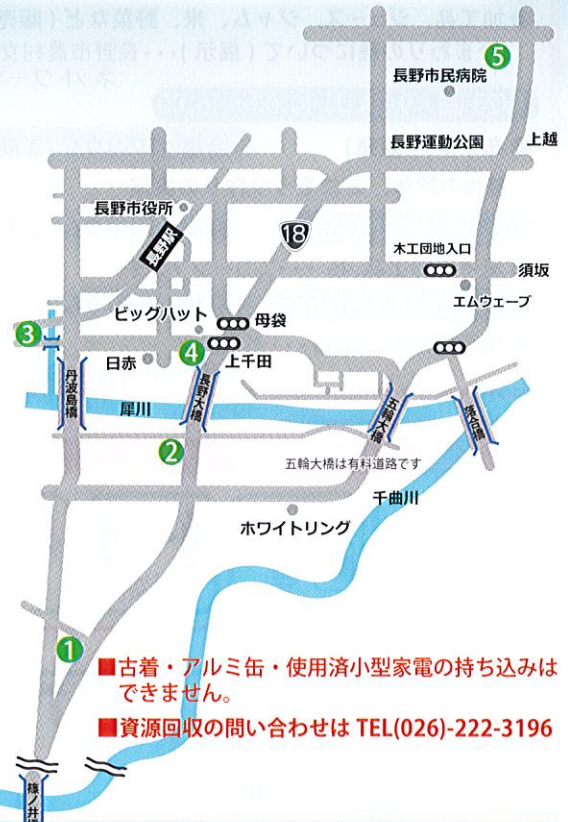 5
長野市民病院
長野運動公園
上越
長野市役所
長野駅
18
木工団地入口
須坂
エムウェーブ
ビッグハット
母袋
3
日赤
4
上千田
丹波島橋
長野大橋
五輪大橋
落合橋
犀川
2
五輪大橋は有料道路です
千曲川
ホワイトリング
1
■古着・アルミ缶・使用済小型家電の持ち込みは
できません。
■資源回収の問い合わせは TEL(026)-222-3196